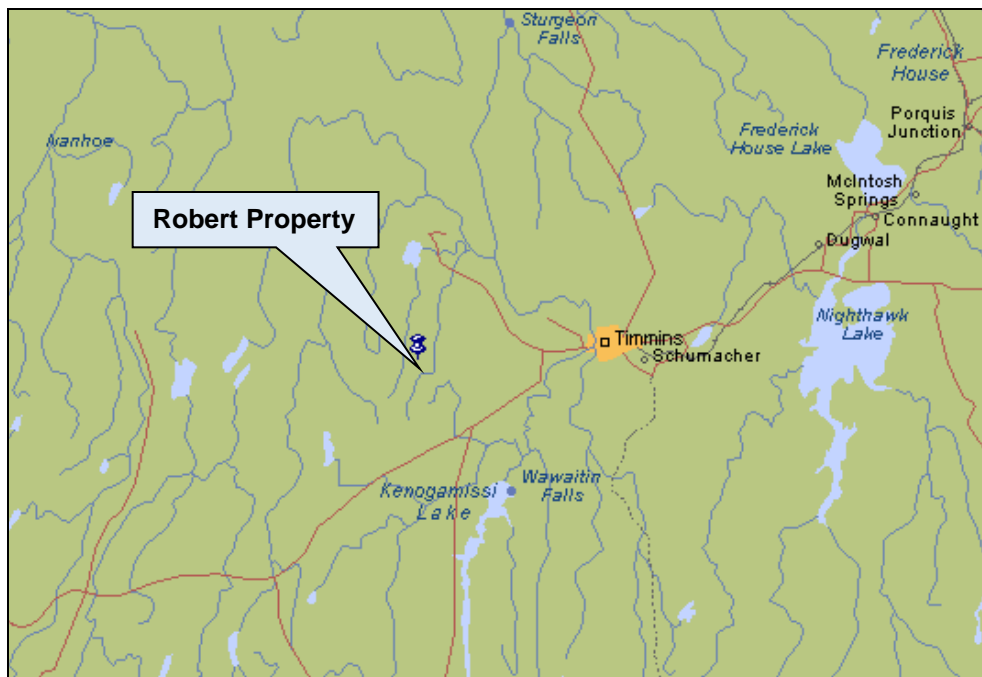 Sturgeon
Falls
Frederick
House
Ivanhoe
Porquis
Junction
Frederick
House Lake
McIntosh
Springs
Robert Property
Connaught
Dugwal
Nighthawk
Lake
Timmins
Schumacher
Kenogamissi
Lake
Wawaitin
Falls